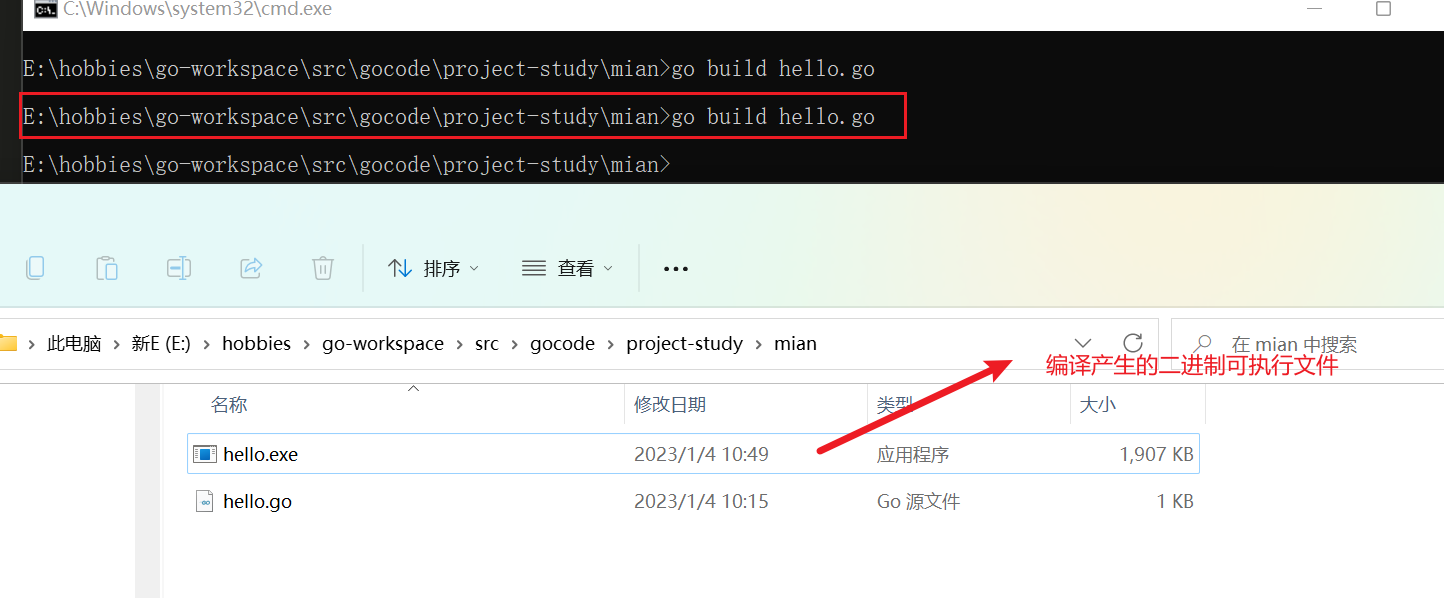 C:\Windows\system32\cmd.exe
E:\hobbies\go-workspace\src\gocode\project-study\mian>go build hello.go
E:\hobbies\go-workspace\src\gocode\project-study\mian>go build hello.go
E:\hobbies\go-workspace\src\gocode\project-study\mian>
排序 查看
此电脑 > 新E (E:) > hobbies > go-workspace > src > gocode > project-study > mian 在 mian 中搜索
编译产生的二进制可执行文件
名称 修改日期 类型 大小
hello.exe 2023/1/4 10:49 应用程序 1,907 KB
hello.go 2023/1/4 10:15 Go 源文件 1 KB